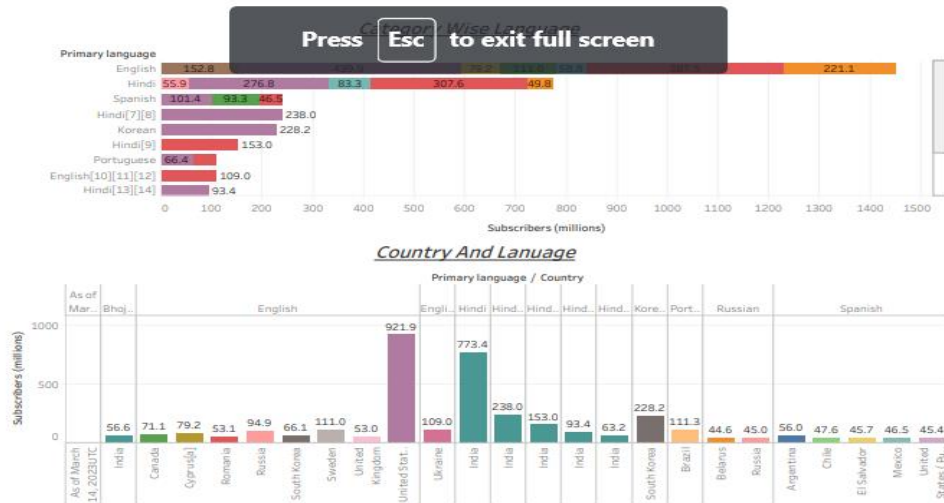 Category Wise Language
Press Esc to exit full screen
Primary language
English 152.8 221.1
Hindi 55.9 276.8 83.3 307.6 49.8
Spanish 101.4 93.3 46.5
Hindi[7][8] 238.0
Korean 228.2
Hindi[9] 153.0
Portuguese 66.4
English[10][11][12] 109.0
Hindi[13][14] 93.4
0 100 200 300 400 500 600 700 800 900 1000 1100 1200 1300 1400 1500
Subscribers (millions)
Country And Lanuage
Primary language / Country
As of
Mar.. Bhoj.. English Engli.. Hindi Hind.. Hind.. Hind.. Hind.. Kore.. Port.. Russian Spanish
Subscribers (millions)
1000
500
0
56.6 71.1 79.2 53.1 94.9 66.1 111.0 53.0 921.9 109.0 773.4 238.0 153.0 93.4 63.2 228.2 111.3 44.6 45.0 56.0 47.6 45.7 46.5 45.4
As of March
14, 2023UTC
India
Canada
Cyprus[a]
Romania
Russia
South Korea
Sweden
United
Kingdom
United Stat..
Ukraine
India
India
India
India
India
South Korea
Brazil
Belarus
Russia
Argentina
Chile
El Salvador
Mexico
United
States / Pu..